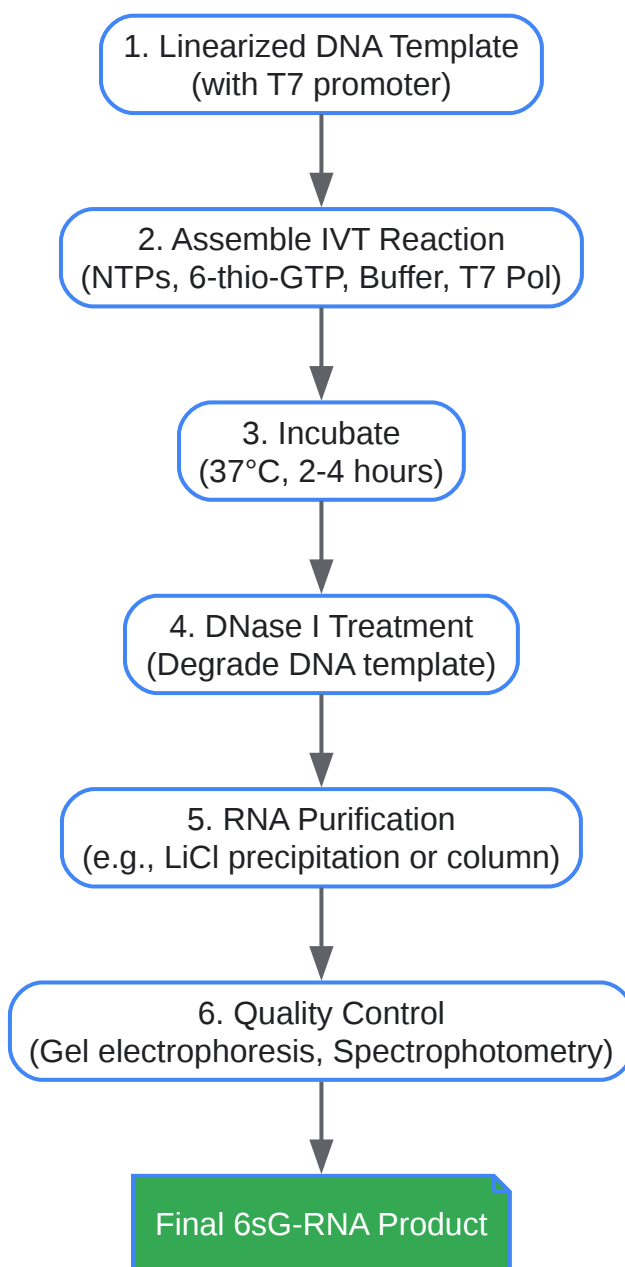 1. Linearized DNA Template
(with T7 promoter)
2. Assemble IVT Reaction
(NTPs, 6-thio-GTP, Buffer, T7 Pol)
3. Incubate
(37°C, 2-4 hours)
4. DNase I Treatment
(Degrade DNA template)
5. RNA Purification
(e.g., LiCl precipitation or column)
6. Quality Control
(Gel electrophoresis, Spectrophotometry)
Final 6sG-RNA Product